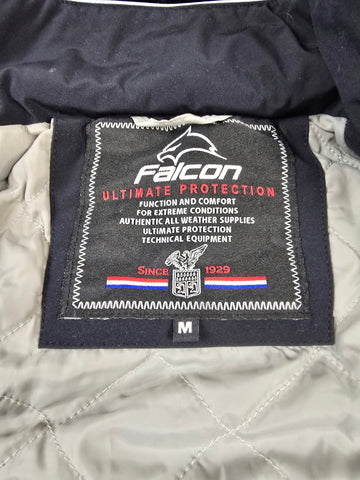 Falcon
ULTIMATE PROTECTION
FUNCTION AND COMFORT
FOR EXTREME CONDITIONS
AUTHENTIC ALL WEATHER SUPPLIES
ULTIMATE PROTECTION
TECHNICAL EQUIPMENT
SINCE 1929
M